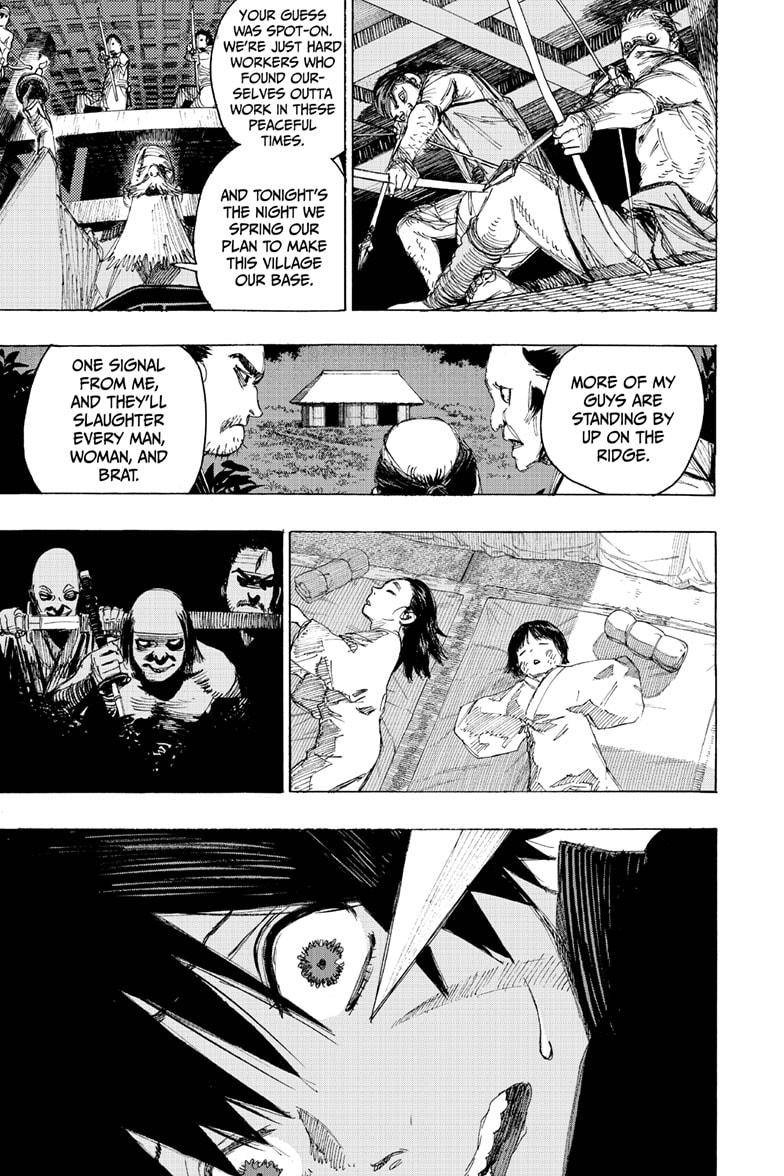 YOUR GUESS
WAS SPOT-ON.
WE'RE JUST HARD
WORKERS WHO
FOUND OUR-
SELVES OUTTA
WORK IN THESE
PEACEFUL
TIMES.
AND TONIGHT'S
THE NIGHT WE
SPRING OUR
PLAN TO MAKE
THIS VILLAGE
OUR BASE.
MORE OF MY
GUYS ARE
STANDING BY
UP ON THE
RIDGE.
ONE SIGNAL
FROM ME,
AND THEY'LL
SLAUGHTER
EVERY MAN,
WOMAN, AND
BRAT.